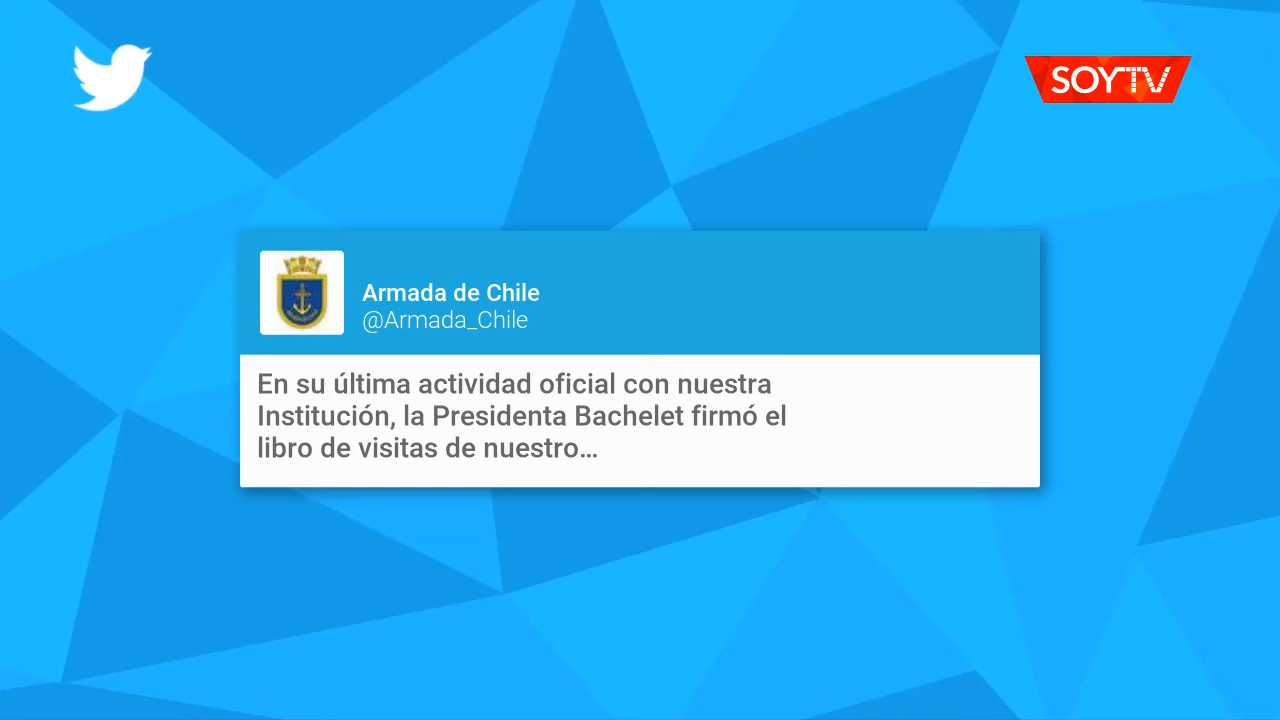 SOYTV
Armada de Chile
@Armada_Chile
En su última actividad oficial con nuestra
Institución, la Presidenta Bachelet firmó el
libro de visitas de nuestro…